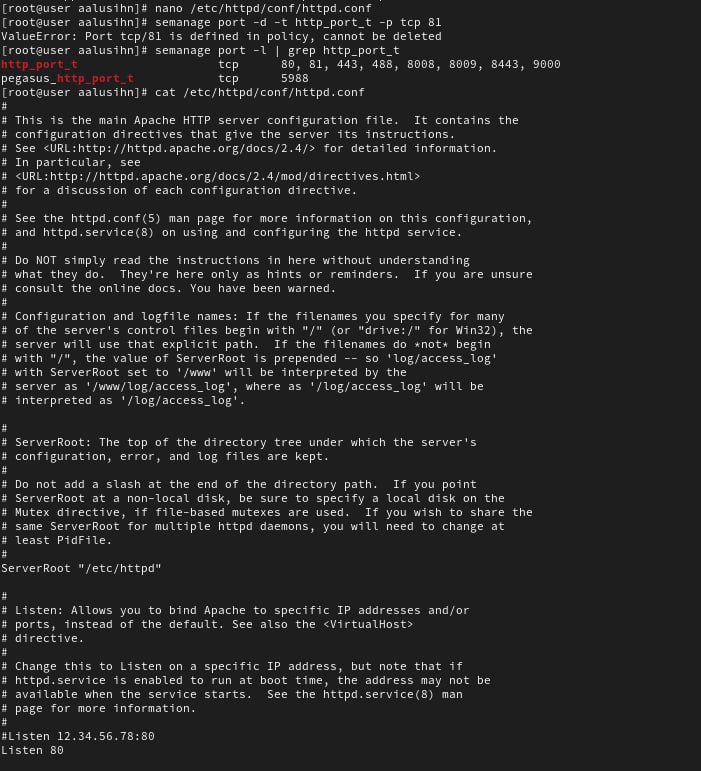 [root@user aalusihn]# nano /etc/httpd/conf/httpd.conf
[root@user aalusihn]# semanage port -d -t http_port_t -p tcp 81
ValueError: Port tcp/81 is defined in policy, cannot be deleted
[root@user aalusihn]# semanage port -l | grep http_port_t
http_port_t                    tcp      80, 81, 443, 488, 8008, 8009, 8443, 9000
pegasus_http_port_t            tcp      5988
[root@user aalusihn]# cat /etc/httpd/conf/httpd.conf
#
# This is the main Apache HTTP server configuration file.  It contains the
# configuration directives that give the server its instructions.
# See <URL:http://httpd.apache.org/docs/2.4/> for detailed information.
# In particular, see
# <URL:http://httpd.apache.org/docs/2.4/mod/directives.html>
# for a discussion of each configuration directive.
#
# See the httpd.conf(5) man page for more information on this configuration,
# and httpd.service(8) on using and configuring the httpd service.
#
# Do NOT simply read the instructions in here without understanding
# what they do.  They're here only as hints or reminders.  If you are unsure
# consult the online docs. You have been warned.
#
# Configuration and logfile names: If the filenames you specify for many
# of the server's control files begin with "/" (or "drive:/" for Win32), the
# server will use that explicit path.  If the filenames do *not* begin
# with "/", the value of ServerRoot is prepended -- so 'log/access_log'
# with ServerRoot set to '/www' will be interpreted by the
# server as '/www/log/access_log', where as '/log/access_log' will be
# interpreted as '/log/access_log'.

#
# ServerRoot: The top of the directory tree under which the server's
# configuration, error, and log files are kept.
#
# Do not add a slash at the end of the directory path.  If you point
# ServerRoot at a non-local disk, be sure to specify a local disk on the
# Mutex directive, if file-based mutexes are used.  If you wish to share the
# same ServerRoot for multiple httpd daemons, you will need to change at
# least PidFile.
#
ServerRoot "/etc/httpd"

#
# Listen: Allows you to bind Apache to specific IP addresses and/or
# ports, instead of the default. See also the <VirtualHost>
# directive.
#
# Change this to Listen on a specific IP address, but note that if
# httpd.service is enabled to run at boot time, the address may not be
# available when the service starts.  See the httpd.service(8) man
# page for more information.
#
#Listen 12.34.56.78:80
Listen 80